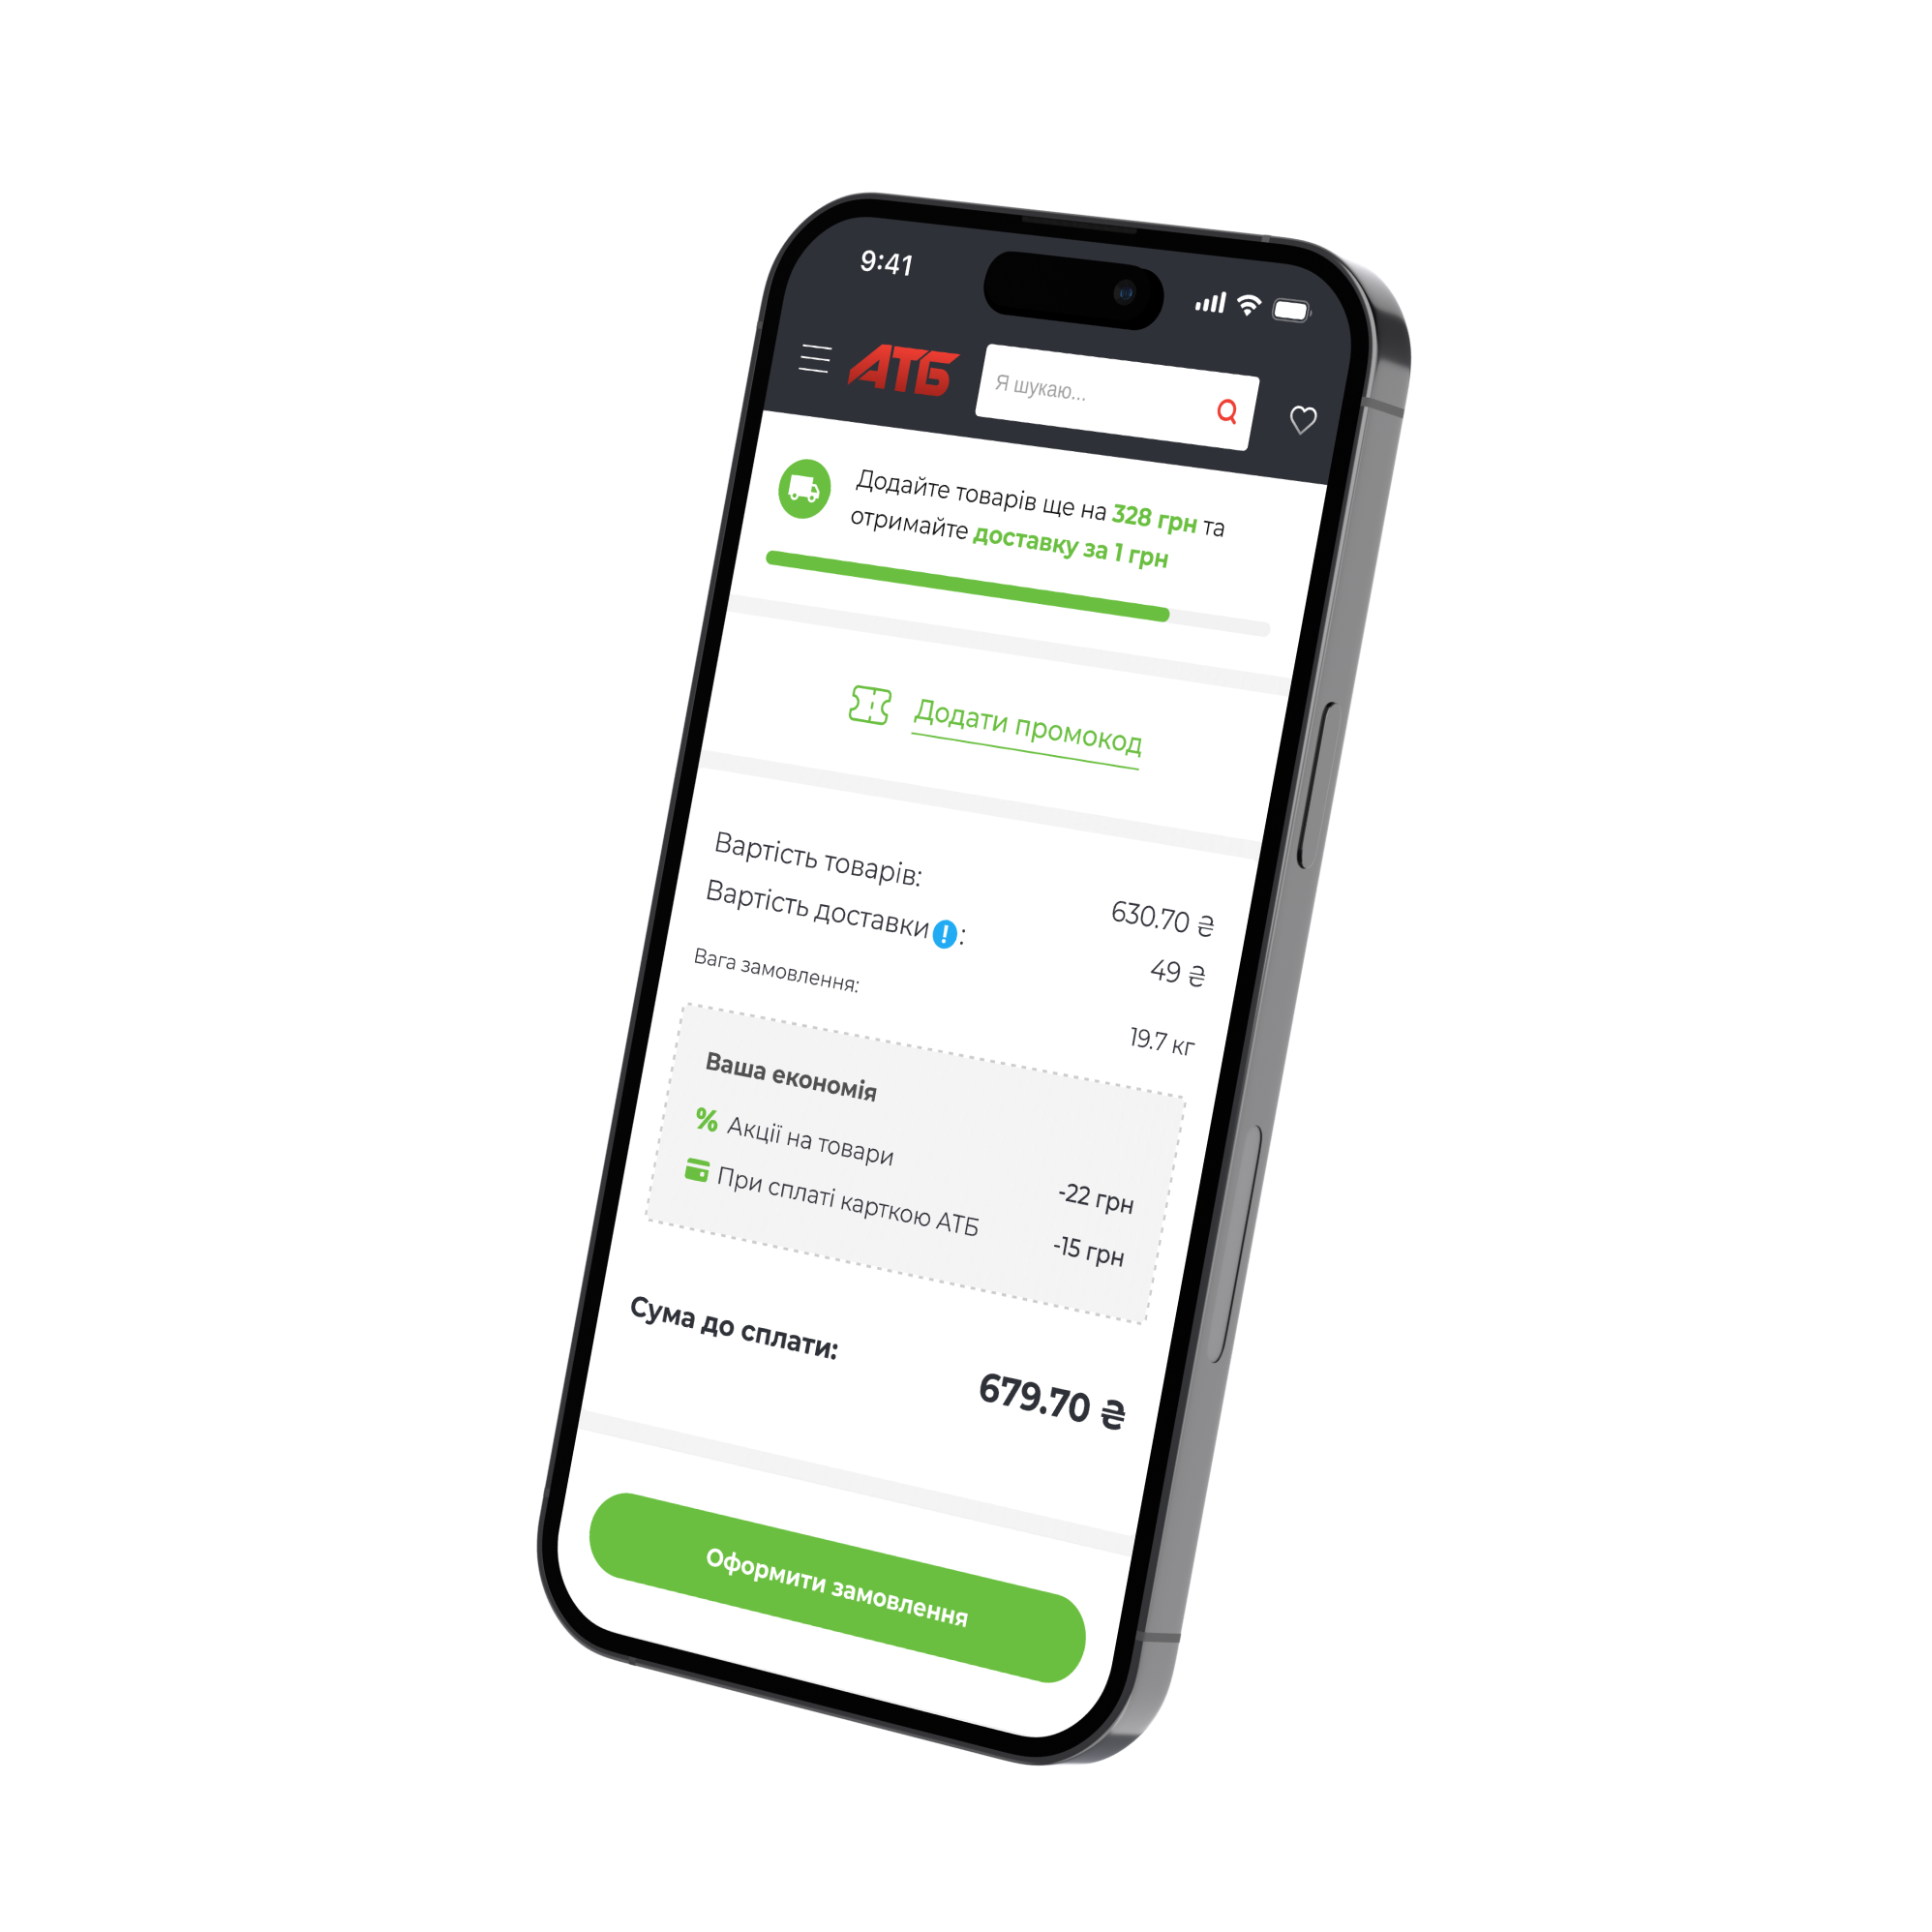 9:41
АТБ
Я шукаю...
Додайте товарів ще на 328 грн та
отримайте доставку за 1 грн
Додати промокод
Вартість товарів: 630.70 ₴
Вартість доставки : 49 ₴
Вага замовлення: 19.7 кг
Ваша економія
% Акції на товари -22 грн
При сплаті карткою АТБ -15 грн
Сума до сплати: 679.70 ₴
Оформити замовлення